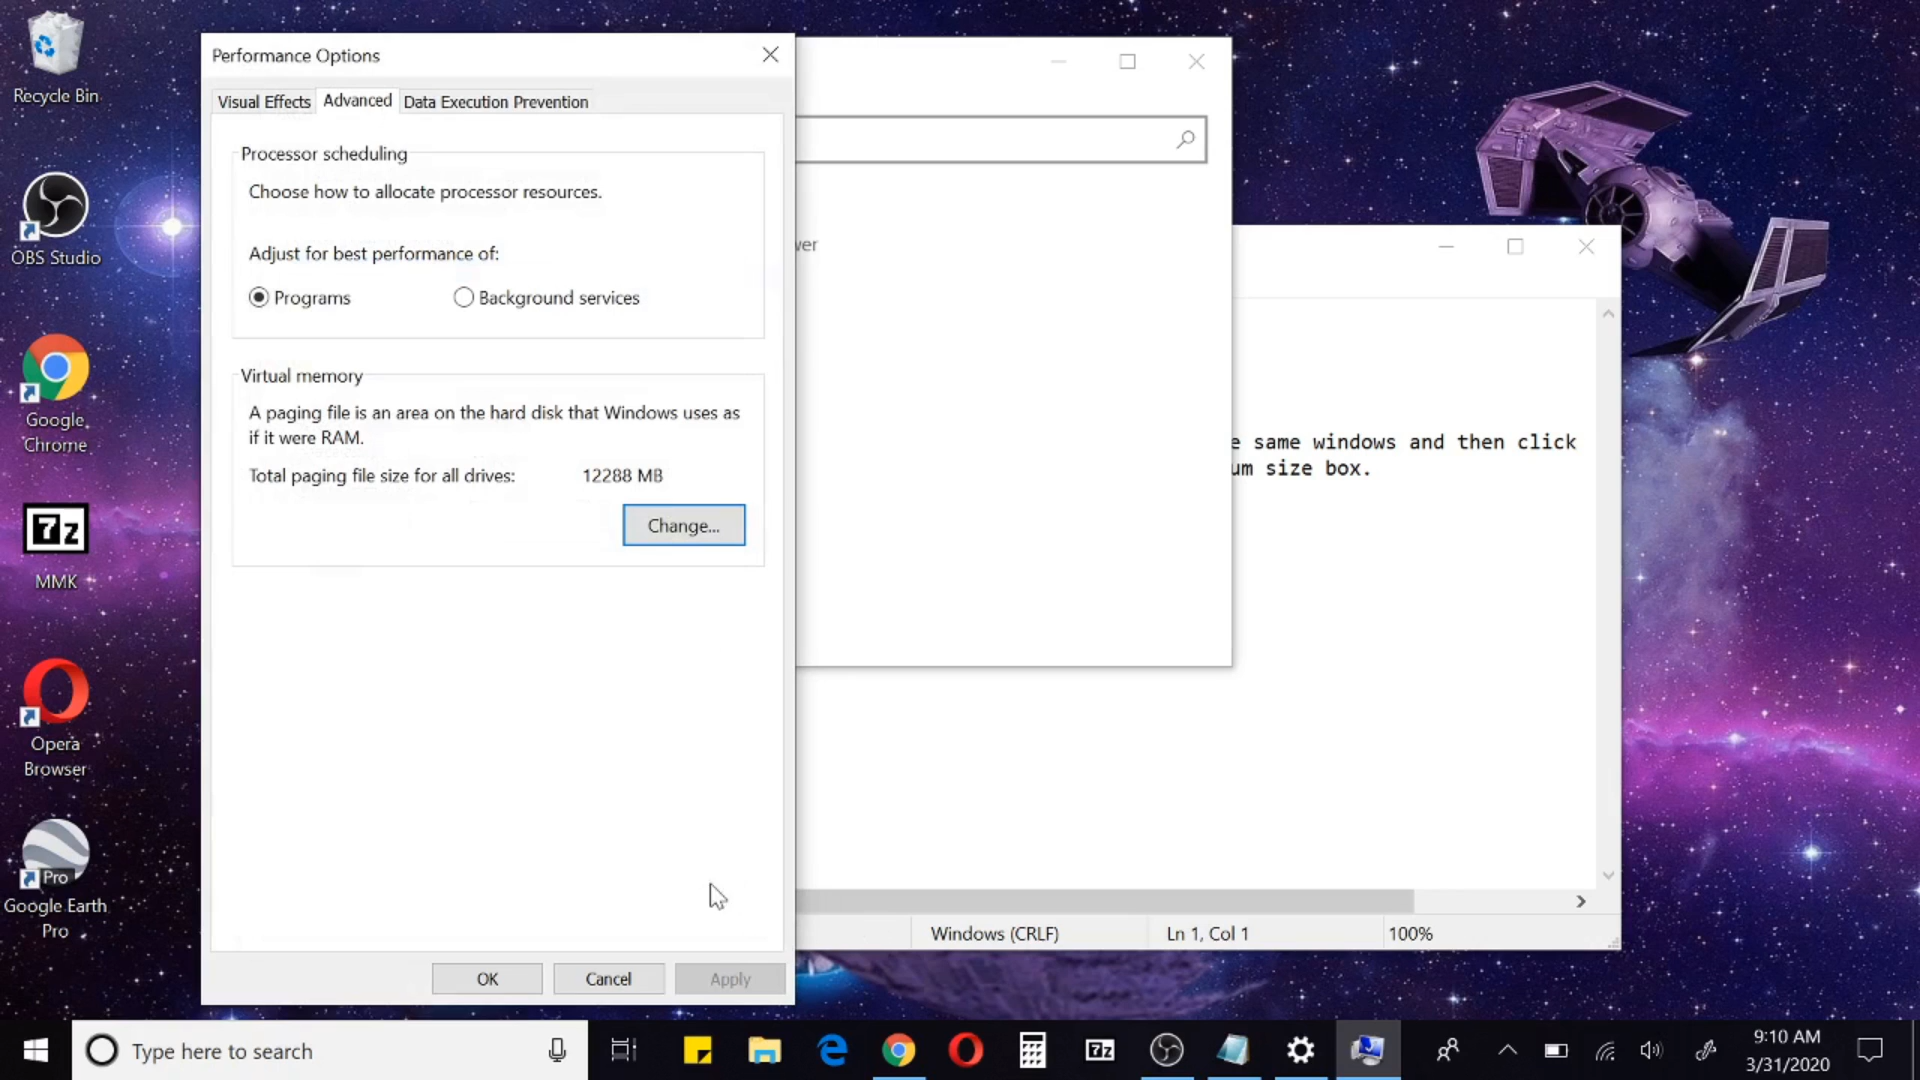 Recycle Bin
OBS Studio
Google
Chrome
7z
MMK
Opera
Browser
Pro
Google Earth
Pro
Performance Options
Visual Effects
Advanced
Data Execution Prevention
Processor scheduling
Choose how to allocate processor resources.
Adjust for best performance of:
Programs
Background services
Virtual memory
A paging file is an area on the hard disk that Windows uses as
if it were RAM.
Total paging file size for all drives:
12288 MB
Change...
OK
Cancel
Apply
ver
e same windows and then click
um size box.
Windows (CRLF)
Ln 1, Col 1
100%
Type here to search
7z
9:10 AM
3/31/2020